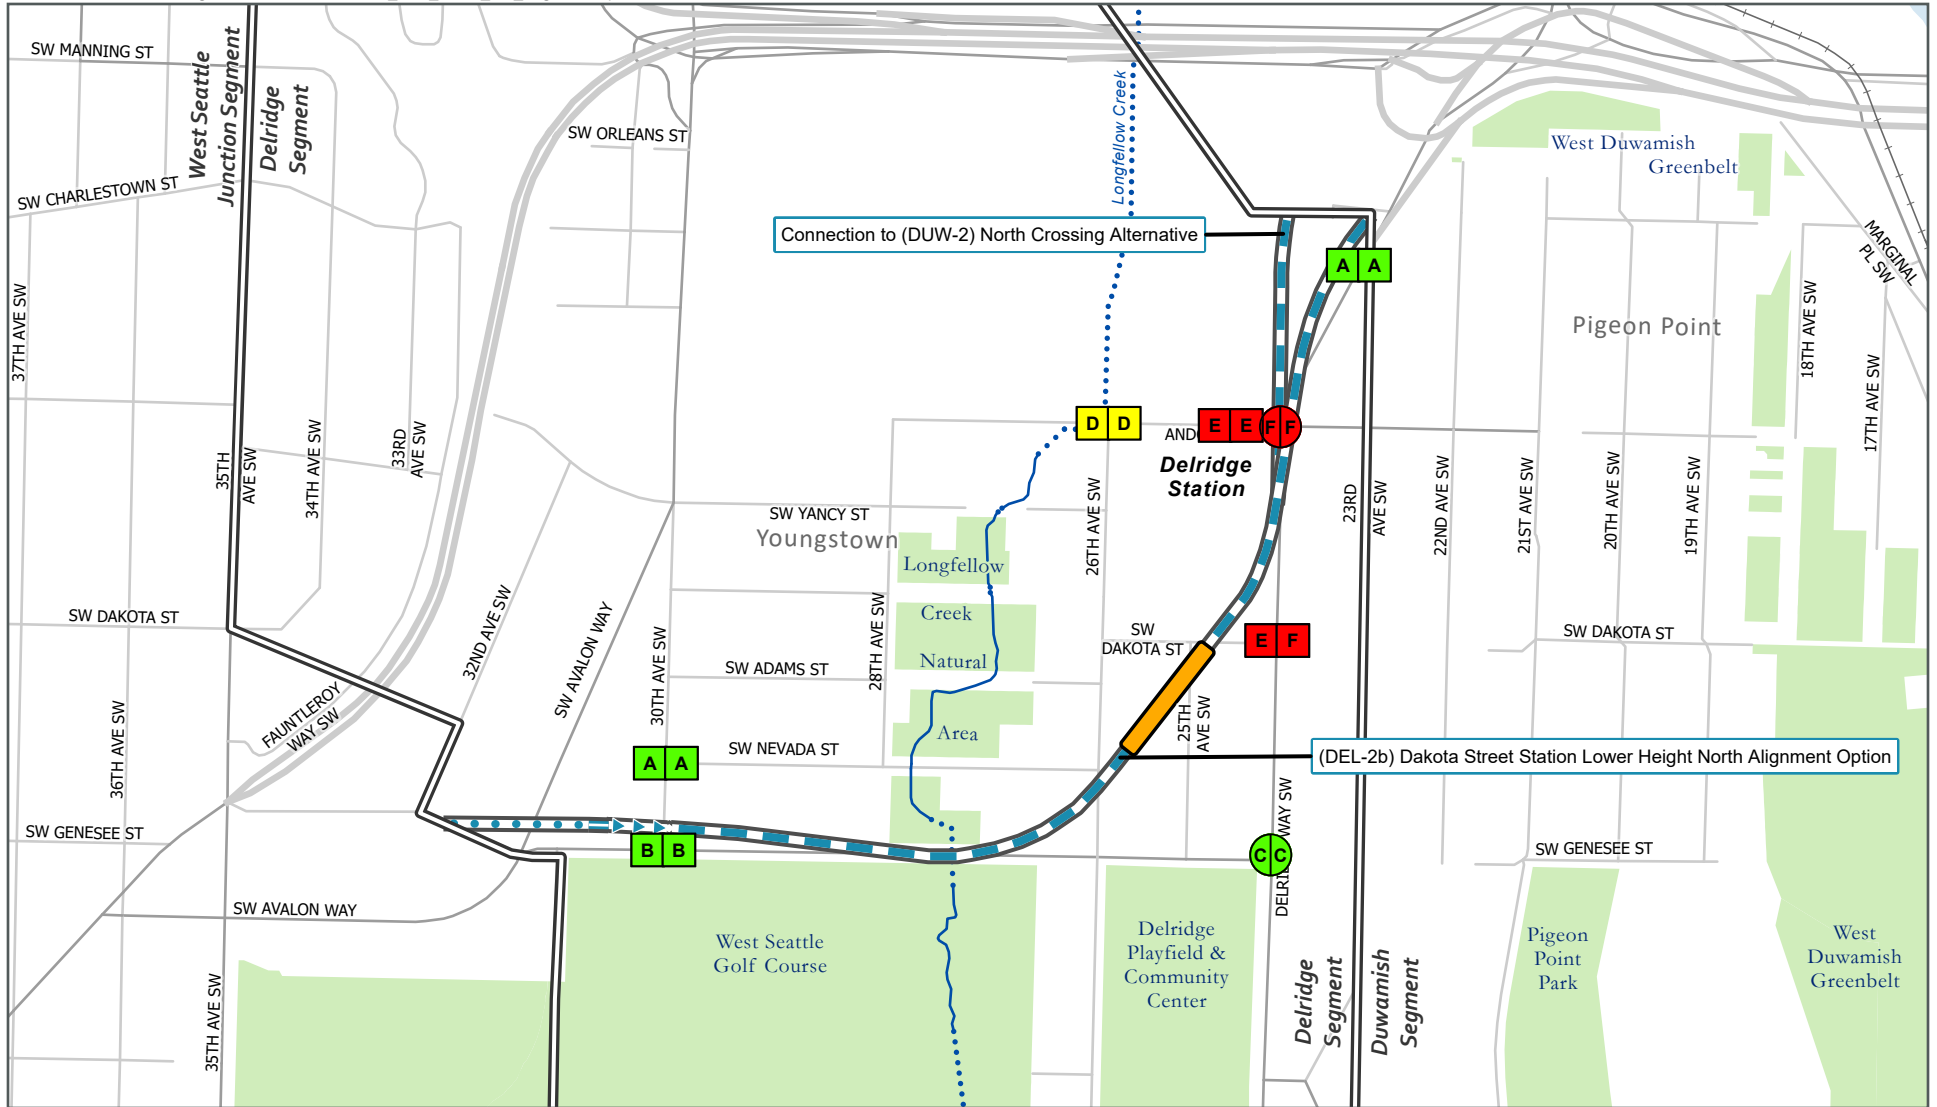 SW MANNING ST
West Seattle
Junction Segment
Delridge
Segment
SW ORLEANS ST
Longfellow Creek
West Duwamish
Greenbelt
SW CHARLESTOWN ST
Connection to (DUW-2) North Crossing Alternative
A A
MARGINAL
PL SW
37TH AVE SW
Pigeon Point
18TH AVE SW
17TH AVE SW
D D
E E
F F
AND
Delridge
Station
35TH
AVE SW
34TH AVE SW
33RD
AVE SW
SW YANCY ST
Youngstown
26TH AVE SW
23RD
AVE SW
22ND AVE SW
21ST AVE SW
20TH AVE SW
19TH AVE SW
Longfellow
Creek
Natural
Area
SW DAKOTA ST
32ND AVE SW
SW AVALON WAY
30TH AVE SW
28TH AVE SW
SW
DAKOTA ST
E F
SW DAKOTA ST
SW ADAMS ST
36TH AVE SW
FAUNTLEROY
WAY SW
A A
SW NEVADA ST
25TH
AVE SW
(DEL-2b) Dakota Street Station Lower Height North Alignment Option
SW GENESEE ST
B B
C C
DELRID WAY SW
SW GENESEE ST
SW AVALON WAY
35TH AVE SW
West Seattle
Golf Course
Delridge
Playfield &
Community
Center
Delridge
Segment
Duwamish
Segment
Pigeon
Point
Park
West
Duwamish
Greenbelt